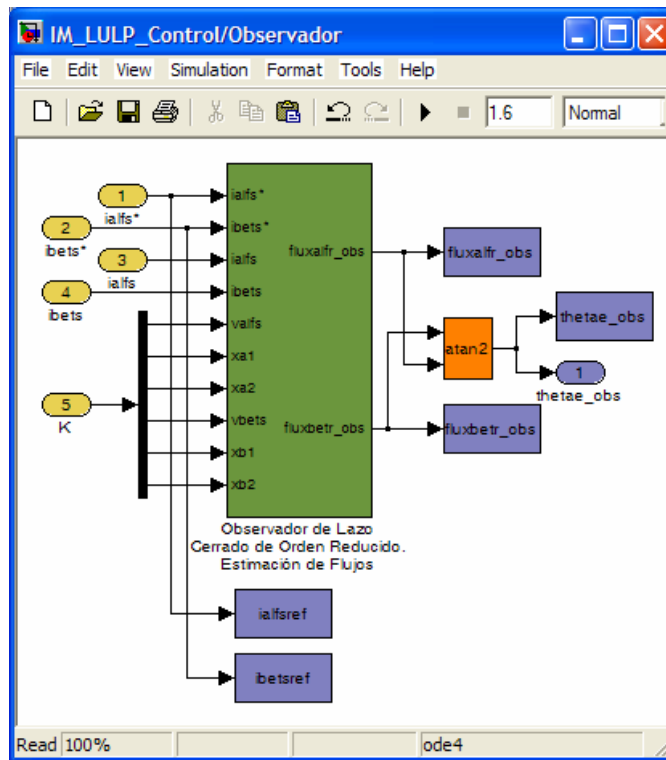 IM_LULP_Control/Observador
File Edit View Simulation Format Tools Help
1.6 Normal
1
ialfs*
2
ibets*
3
ialfs
4
ibets
5
K
ialfs*
ibets*
ialfs
ibets
valfs
xa1
xa2
vbets
xb1
xb2
fluxalfr_obs
fluxbetr_obs
Observador de Lazo
Cerrado de Orden Reducido.
Estimación de Flujos
fluxalfr_obs
atan2
thetae_obs
1
thetae_obs
fluxbetr_obs
ialfsref
ibetsref
Read 100% ode4